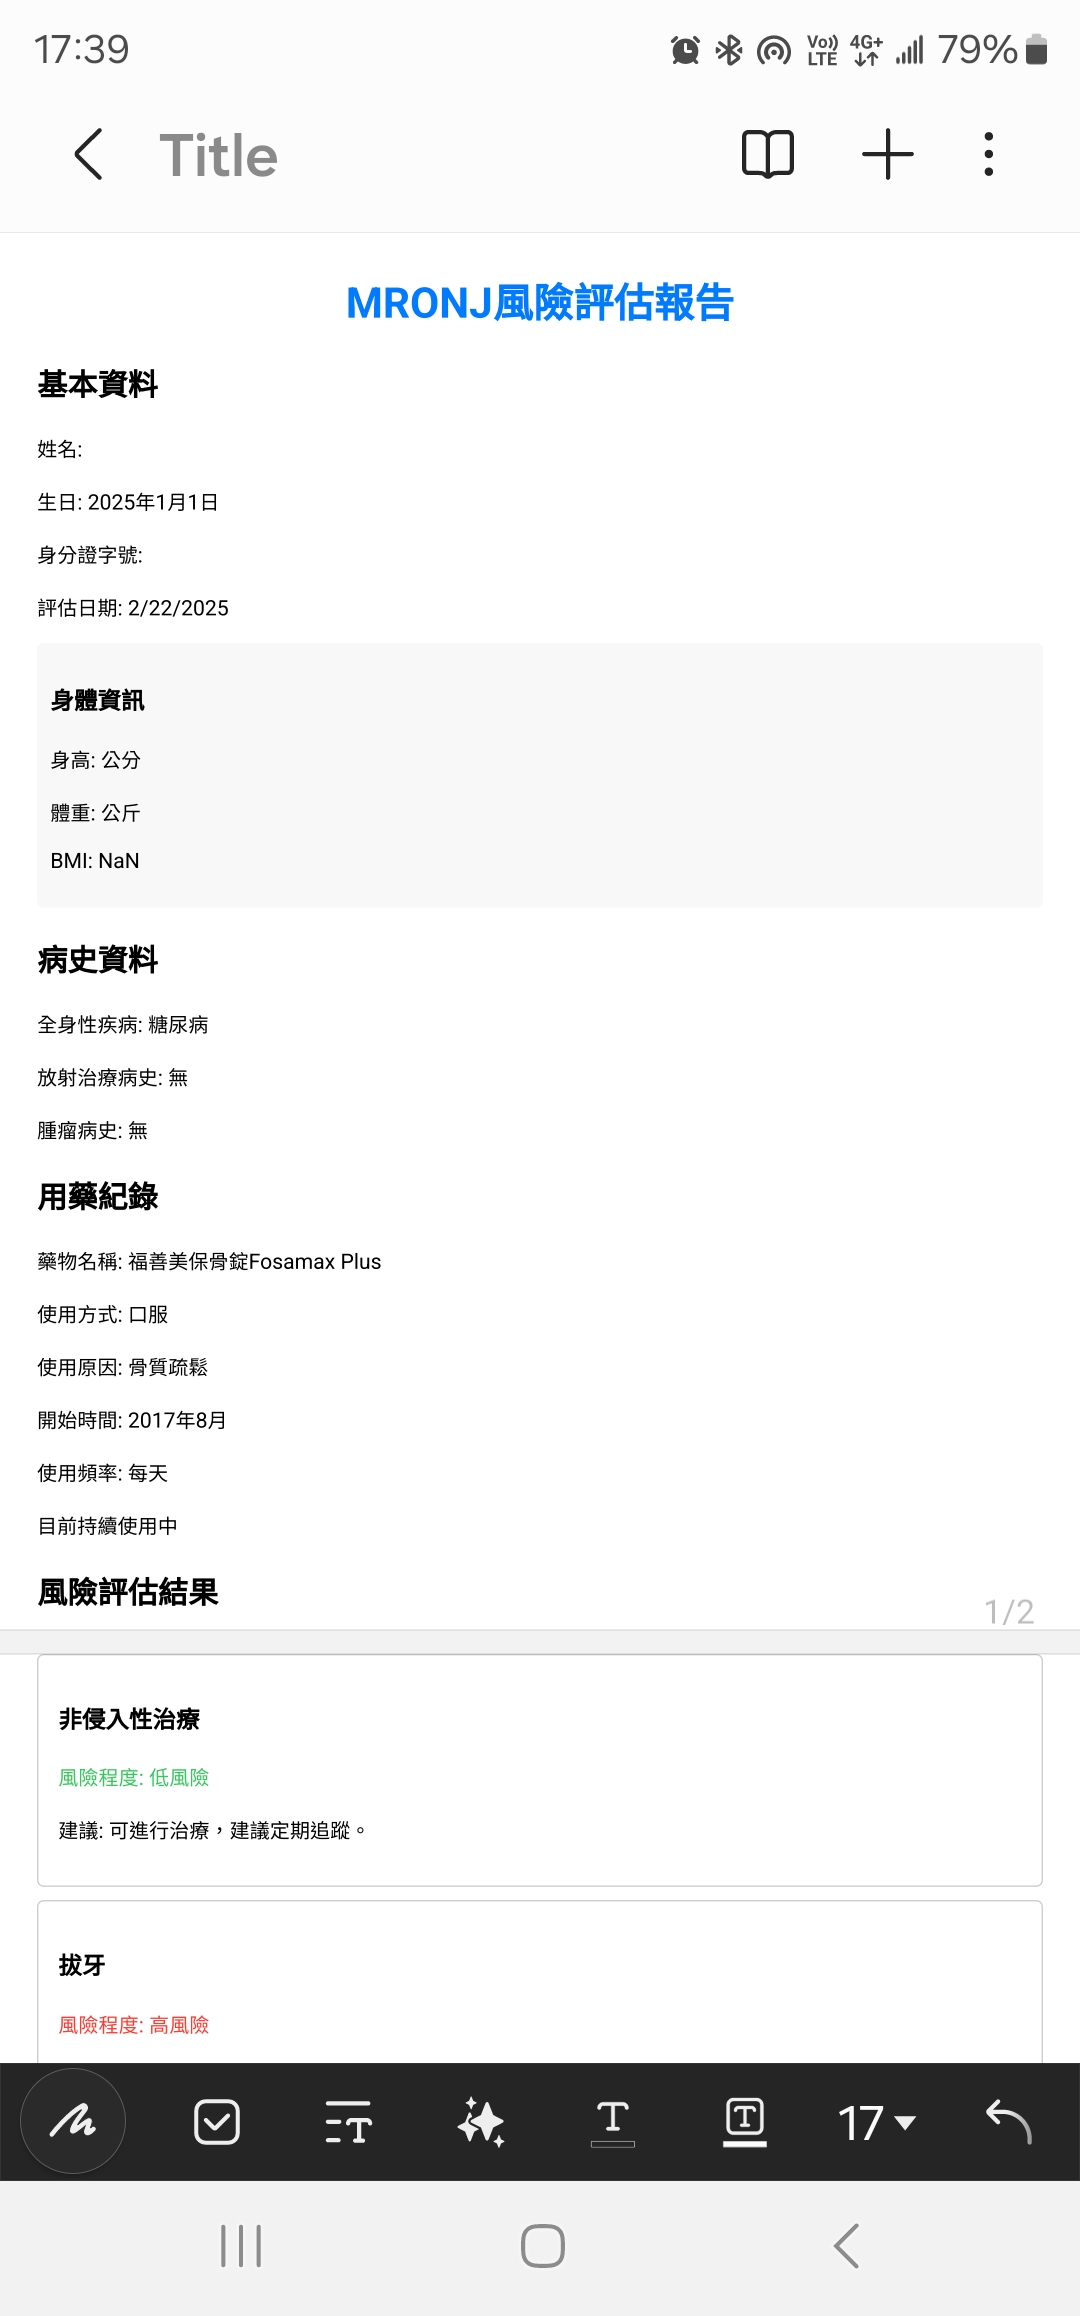 17:39
Vo)) LTE 4G+ 79%
Title
MRONJ風險評估報告
基本資料
姓名:
生日: 2025年1月1日
身分證字號:
評估日期: 2/22/2025
身體資訊
身高: 公分
體重: 公斤
BMI: NaN
病史資料
全身性疾病: 糖尿病
放射治療病史: 無
腫瘤病史: 無
用藥紀錄
藥物名稱: 福善美保骨錠Fosamax Plus
使用方式: 口服
使用原因: 骨質疏鬆
開始時間: 2017年8月
使用頻率: 每天
目前持續使用中
風險評估結果
1/2
非侵入性治療
風險程度: 低風險
建議: 可進行治療，建議定期追蹤。
拔牙
風險程度: 高風險
17